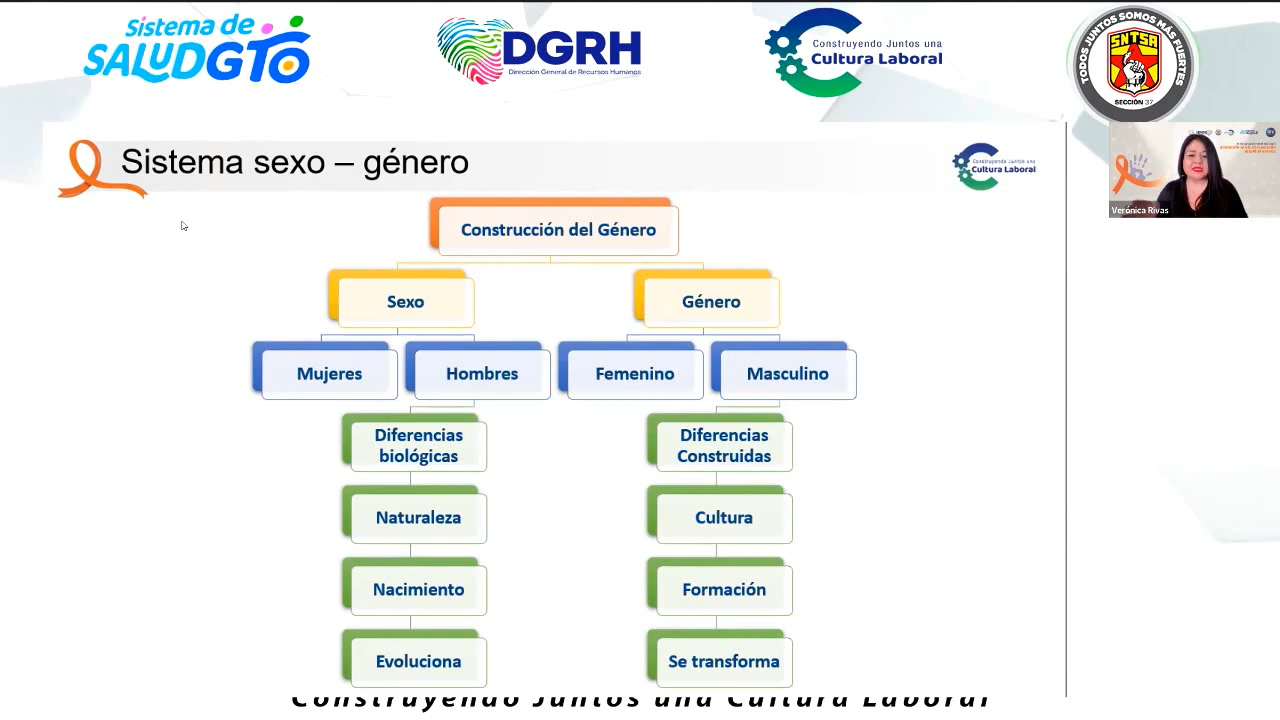 Sistema de
SALUDGTO
DGRH
Dirección General de Recursos Humanos
Construyendo Juntos una
Cultura Laboral
TODOS JUNTOS SOMOS MÁS FUERTES
SNTSA
SECCIÓN 37
Sistema sexo – género
Construyendo Juntos una
Cultura Laboral
Verónica Rivas
Construcción del Género
Sexo
Género
Mujeres
Hombres
Femenino
Masculino
Diferencias
biológicas
Diferencias
Construidas
Naturaleza
Cultura
Nacimiento
Formación
Evoluciona
Se transforma
Construyendo Juntos una Cultura Laboral